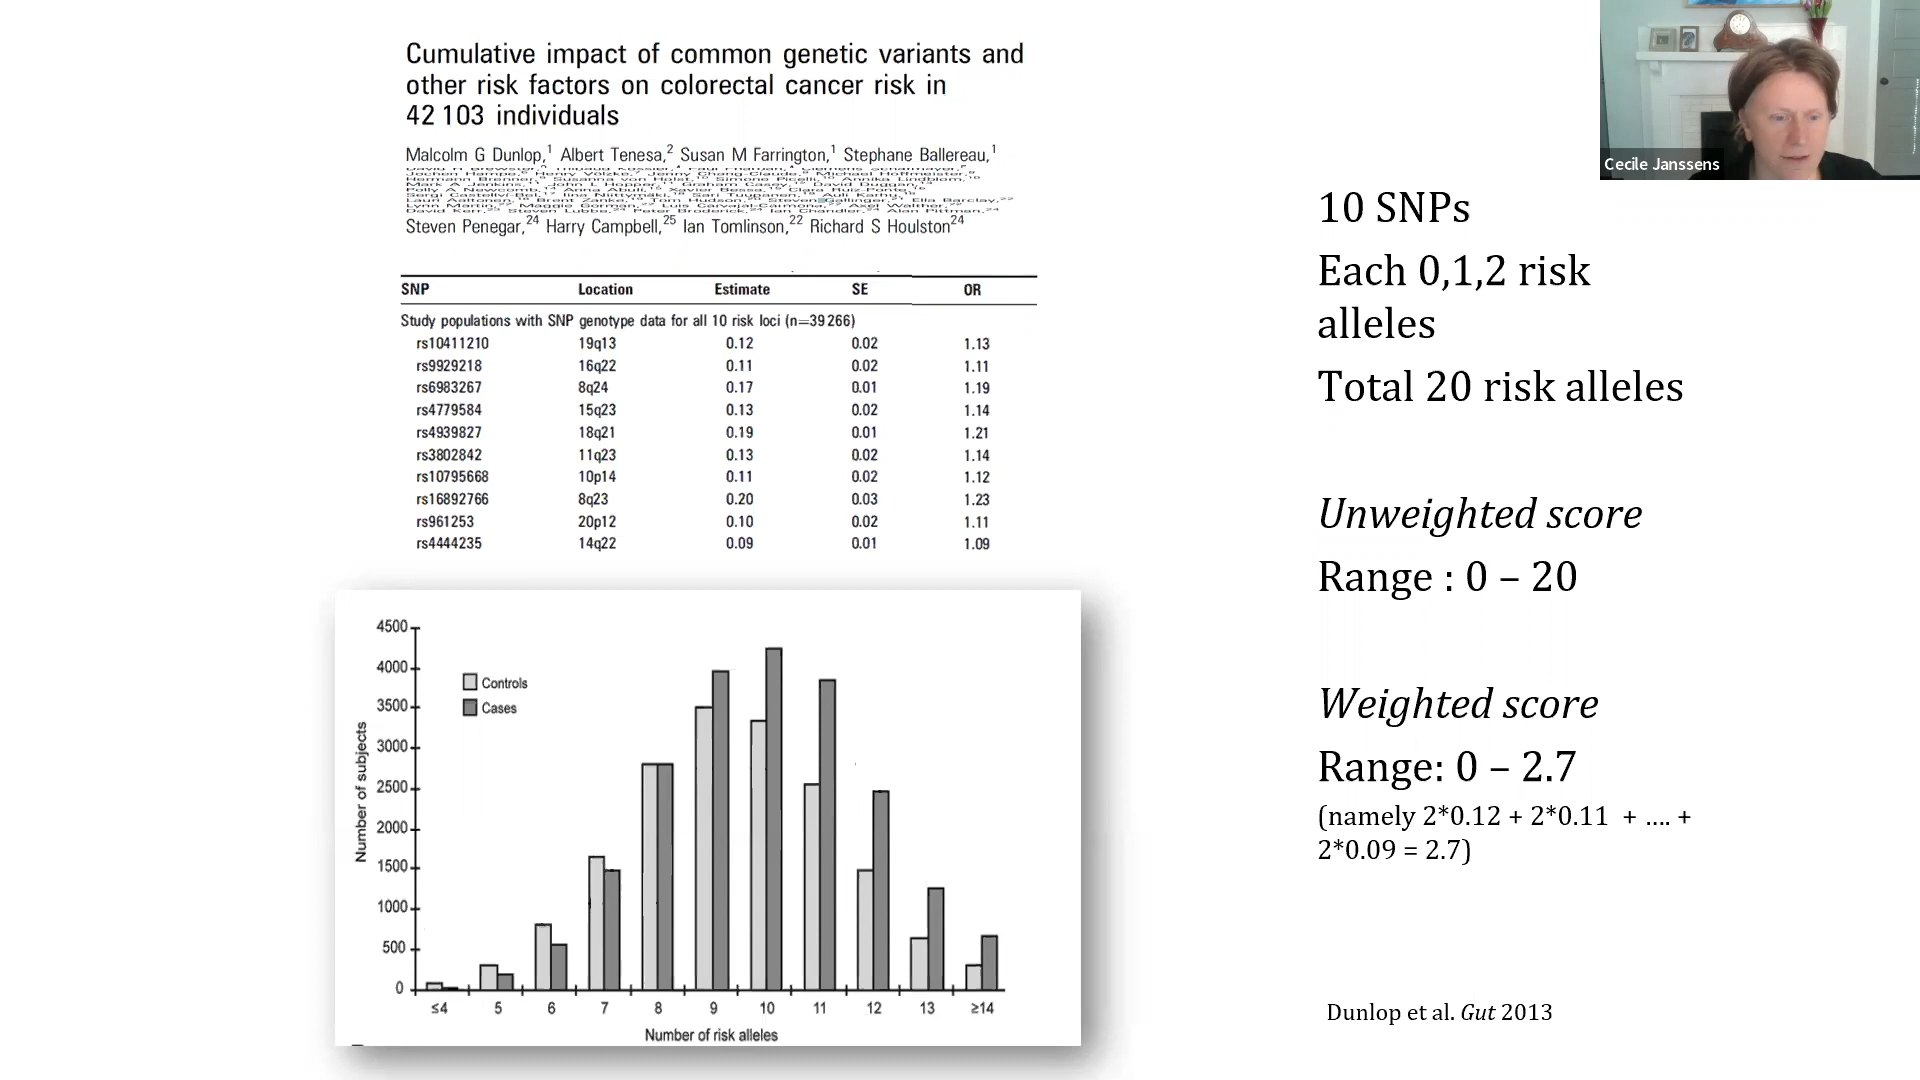 Cumulative impact of common genetic variants and
other risk factors on colorectal cancer risk in
42 103 individuals
Malcolm G Dunlop,1 Albert Tenesa,2 Susan M Farrington,1 Stephane Ballereau,1
Steven Penegar,24 Harry Campbell,25 Ian Tomlinson,22 Richard S Houlston24
SNP Location Estimate SE OR
Study populations with SNP genotype data for all 10 risk loci (n=39 266)
rs10411210 19q13 0.12 0.02 1.13
rs9929218 16q22 0.11 0.02 1.11
rs6983267 8q24 0.17 0.01 1.19
rs4779584 15q23 0.13 0.02 1.14
rs4939827 18q21 0.19 0.01 1.21
rs3802842 11q23 0.13 0.02 1.14
rs10795668 10p14 0.11 0.02 1.12
rs16892766 8q23 0.20 0.03 1.23
rs961253 20p12 0.10 0.02 1.11
rs4444235 14q22 0.09 0.01 1.09
Number of subjects
4500
4000
3500
3000
2500
2000
1500
1000
500
0
Controls
Cases
≤4 5 6 7 8 9 10 11 12 13 ≥14
Number of risk alleles
Cecile Janssens
10 SNPs
Each 0,1,2 risk
alleles
Total 20 risk alleles
Unweighted score
Range : 0 – 20
Weighted score
Range: 0 – 2.7
(namely 2*0.12 + 2*0.11 + .... +
2*0.09 = 2.7)
Dunlop et al. Gut 2013